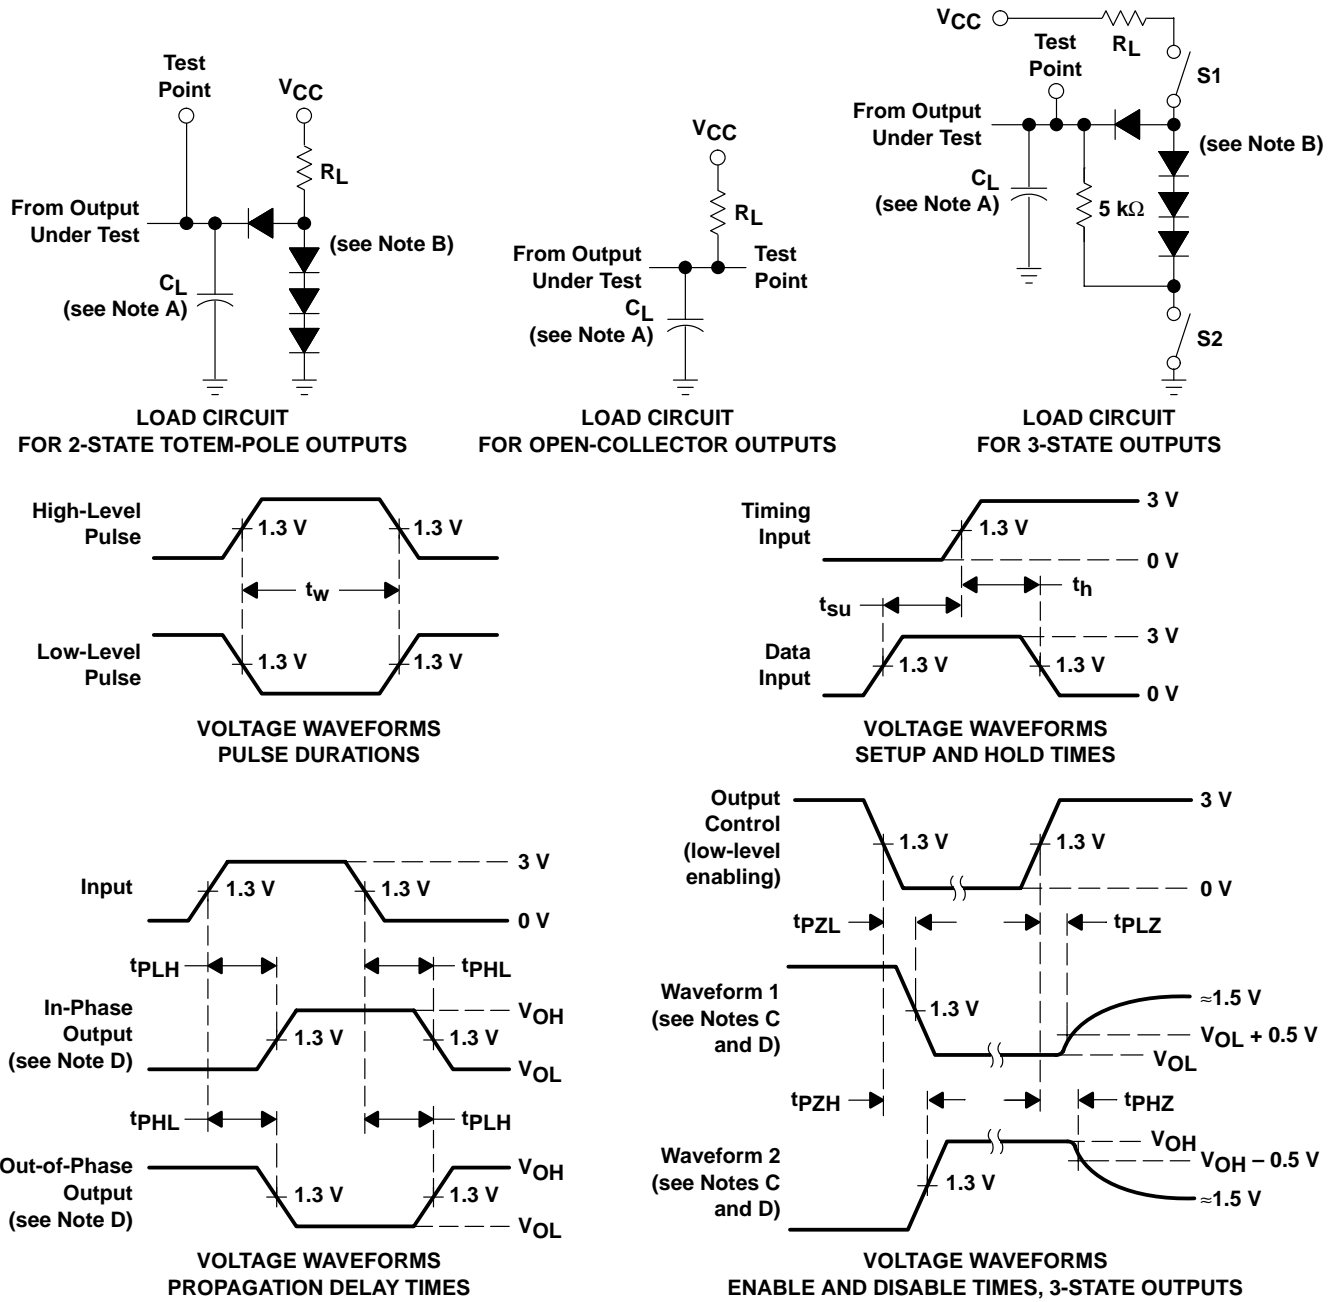 Test
Point
VCC
RL
From Output
Under Test
(see Note B)
CL
(see Note A)
LOAD CIRCUIT
FOR 2-STATE TOTEM-POLE OUTPUTS
VCC
RL
From Output
Under Test
Test
Point
CL
(see Note A)
LOAD CIRCUIT
FOR OPEN-COLLECTOR OUTPUTS
VCC
RL
Test
Point
S1
From Output
Under Test
(see Note B)
CL
(see Note A)
5 kΩ
S2
LOAD CIRCUIT
FOR 3-STATE OUTPUTS
High-Level
Pulse
1.3 V
1.3 V
tw
Low-Level
Pulse
1.3 V
1.3 V
VOLTAGE WAVEFORMS
PULSE DURATIONS
Timing
Input
3 V
1.3 V
0 V
th
tsu
Data
Input
3 V
1.3 V
1.3 V
0 V
VOLTAGE WAVEFORMS
SETUP AND HOLD TIMES
Input
3 V
1.3 V
1.3 V
0 V
tPLH
tPHL
In-Phase
Output
(see Note D)
VOH
1.3 V
1.3 V
VOL
tPHL
tPLH
Out-of-Phase
Output
(see Note D)
VOH
1.3 V
1.3 V
VOL
VOLTAGE WAVEFORMS
PROPAGATION DELAY TIMES
Output
Control
(low-level
enabling)
3 V
1.3 V
1.3 V
0 V
tPZL
tPLZ
Waveform 1
(see Notes C
and D)
1.3 V
≈1.5 V
VOL + 0.5 V
VOL
tPZH
tPHZ
Waveform 2
(see Notes C
and D)
1.3 V
VOH
VOH – 0.5 V
≈1.5 V
VOLTAGE WAVEFORMS
ENABLE AND DISABLE TIMES, 3-STATE OUTPUTS